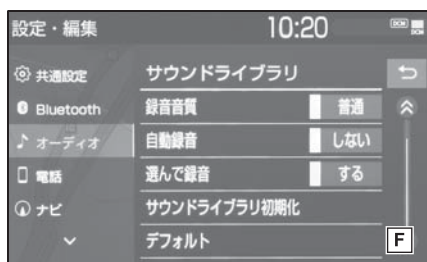 設定・編集
10:20
DCM
共通設定
Bluetooth
オーディオ
電話
ナビ
サウンドライブラリ
録音音質 普通
自動録音 しない
選んで録音 する
サウンドライブラリ初期化
デフォルト
F